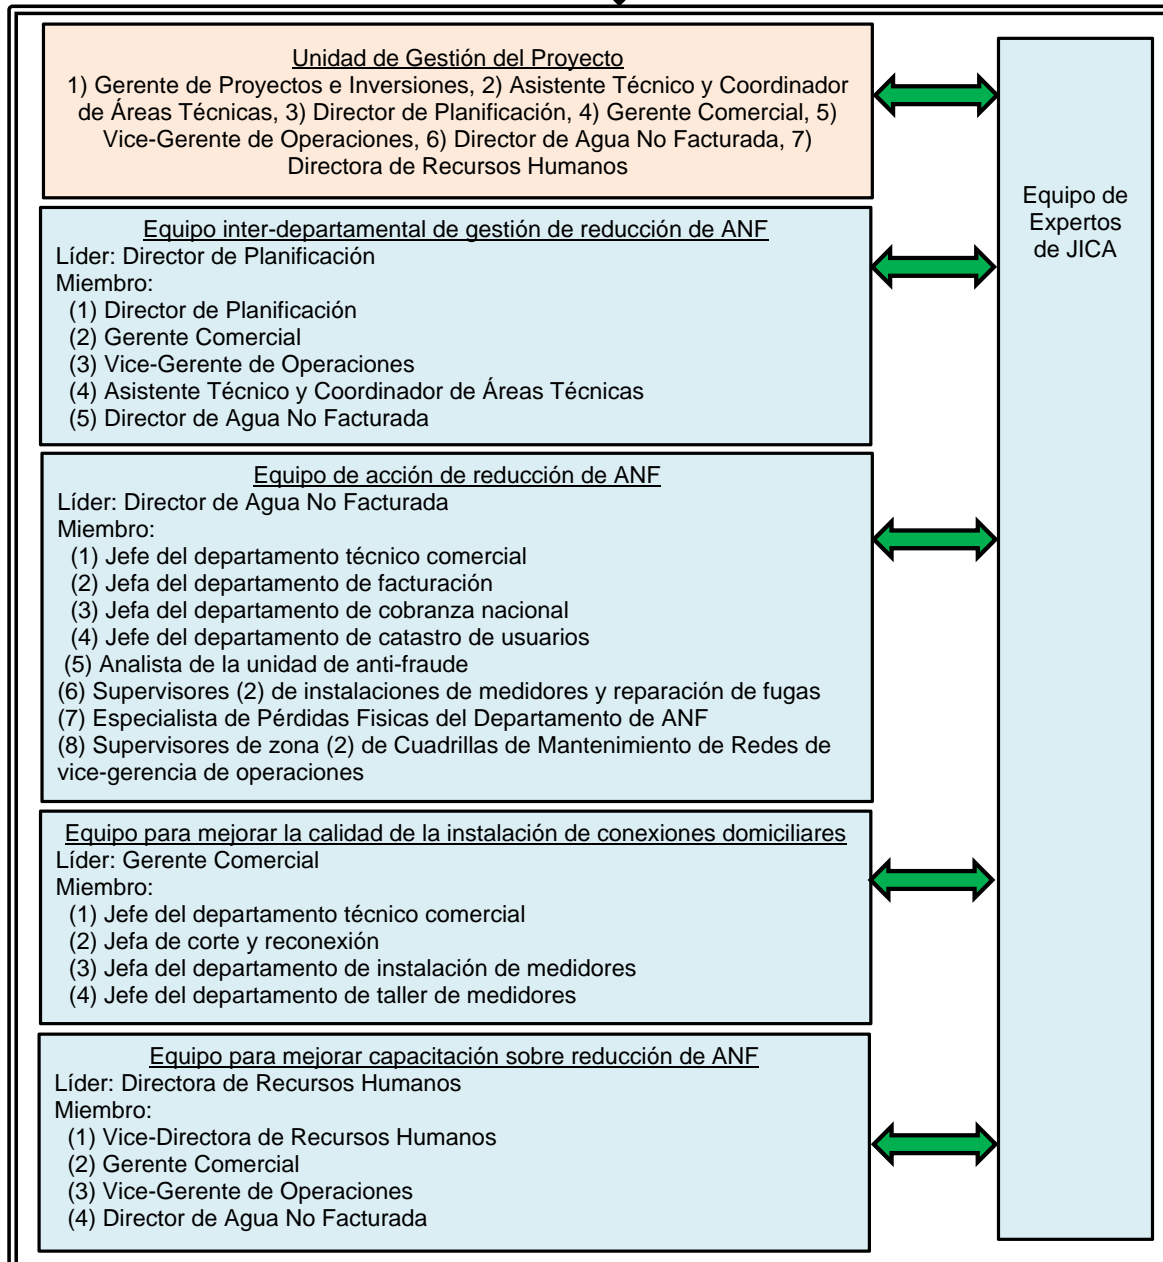 Unidad de Gestión del Proyecto
1) Gerente de Proyectos e Inversiones, 2) Asistente Técnico y Coordinador
de Áreas Técnicas, 3) Director de Planificación, 4) Gerente Comercial, 5)
Vice-Gerente de Operaciones, 6) Director de Agua No Facturada, 7)
Directora de Recursos Humanos
Equipo inter-departamental de gestión de reducción de ANF
Líder: Director de Planificación
Miembro:
(1) Director de Planificación
(2) Gerente Comercial
(3) Vice-Gerente de Operaciones
(4) Asistente Técnico y Coordinador de Áreas Técnicas
(5) Director de Agua No Facturada
Equipo de acción de reducción de ANF
Líder: Director de Agua No Facturada
Miembro:
(1) Jefe del departamento técnico comercial
(2) Jefa del departamento de facturación
(3) Jefa del departamento de cobranza nacional
(4) Jefe del departamento de catastro de usuarios
(5) Analista de la unidad de anti-fraude
(6) Supervisores (2) de instalaciones de medidores y reparación de fugas
(7) Especialista de Pérdidas Fisicas del Departamento de ANF
(8) Supervisores de zona (2) de Cuadrillas de Mantenimiento de Redes de
vice-gerencia de operaciones
Equipo para mejorar la calidad de la instalación de conexiones domiciliares
Líder: Gerente Comercial
Miembro:
(1) Jefe del departamento técnico comercial
(2) Jefa de corte y reconexión
(3) Jefa del departamento de instalación de medidores
(4) Jefe del departamento de taller de medidores
Equipo para mejorar capacitación sobre reducción de ANF
Líder: Directora de Recursos Humanos
Miembro:
(1) Vice-Directora de Recursos Humanos
(2) Gerente Comercial
(3) Vice-Gerente de Operaciones
(4) Director de Agua No Facturada
Equipo de
Expertos
de JICA